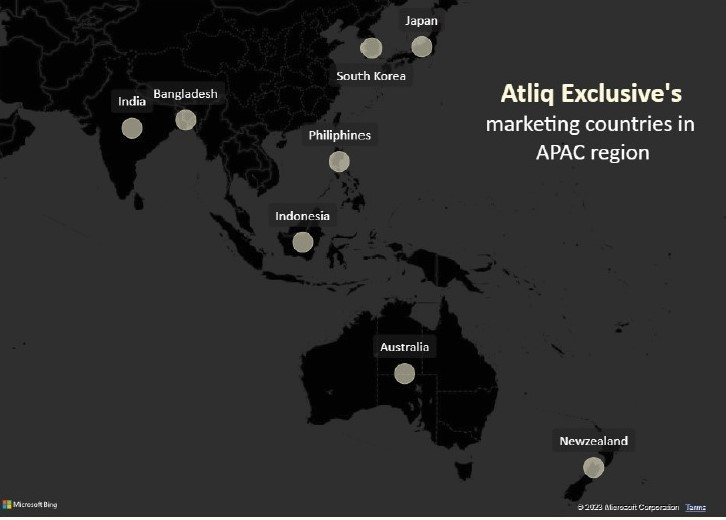 Japan
South Korea
Atliq Exclusive's
marketing countries in
APAC region
India
Bangladesh
Philiphines
Indonesia
Australia
Newzealand
Microsoft Bing
© 2023 Microsoft Corporation Terms